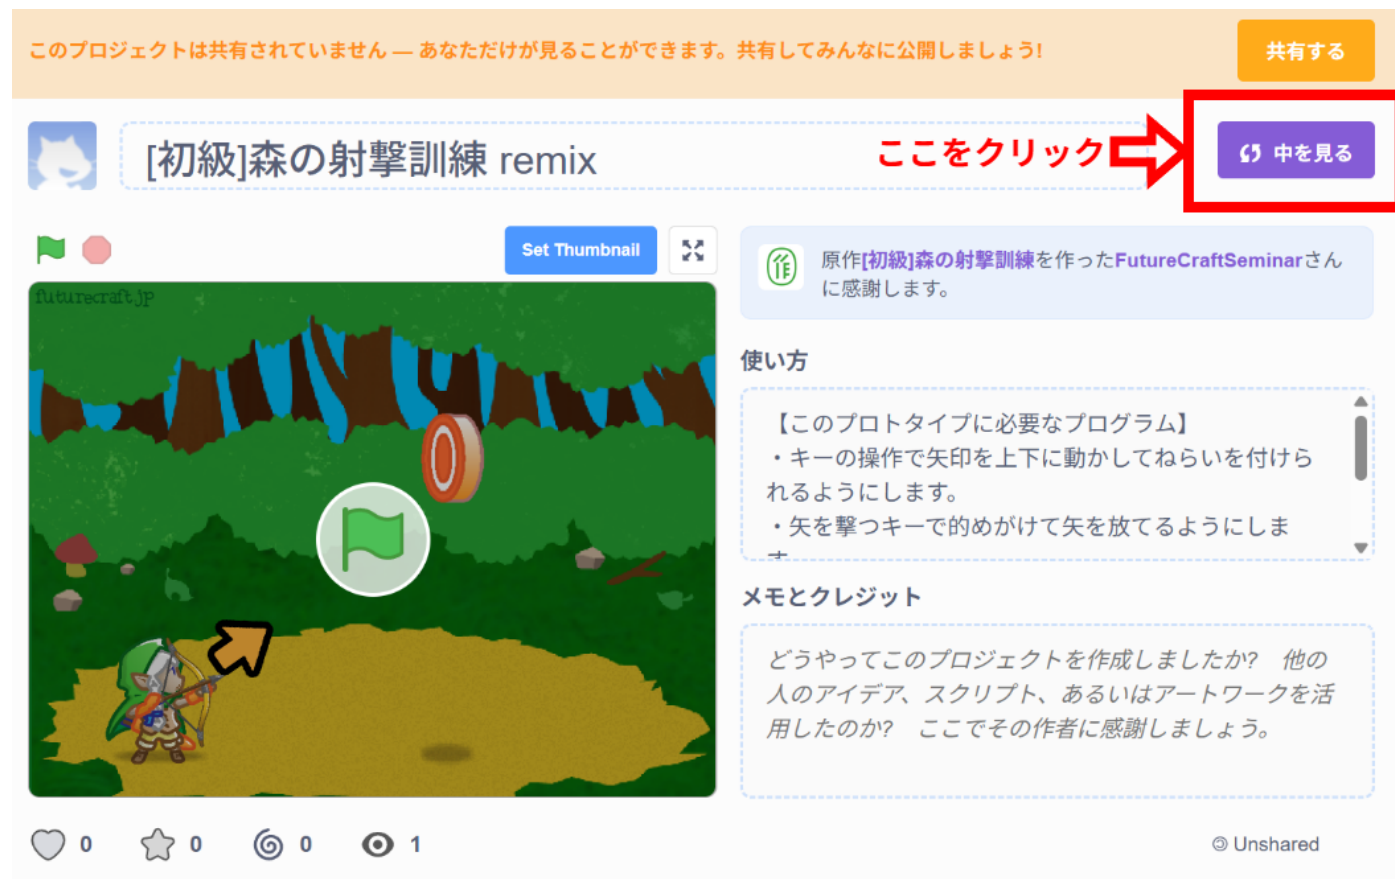 このプロジェクトは共有されていません — あなただけが見ることができます。共有してみんなに公開しましょう!
共有する
[初級]森の射撃訓練 remix
ここをクリック
中を見る
Set Thumbnail
futurecraft.jp
原作[初級]森の射撃訓練を作ったFutureCraftSeminarさん
に感謝します。
使い方
【このプロトタイプに必要なプログラム】
・キーの操作で矢印を上下に動かしてねらいを付けら
れるようにします。
・矢を撃つキーで的めがけて矢を放てるようにしま
メモとクレジット
どうやってこのプロジェクトを作成しましたか?　他の
人のアイデア、スクリプト、あるいはアートワークを活
用したのか?　ここでその作者に感謝しましょう。
0
0
0
1
Unshared